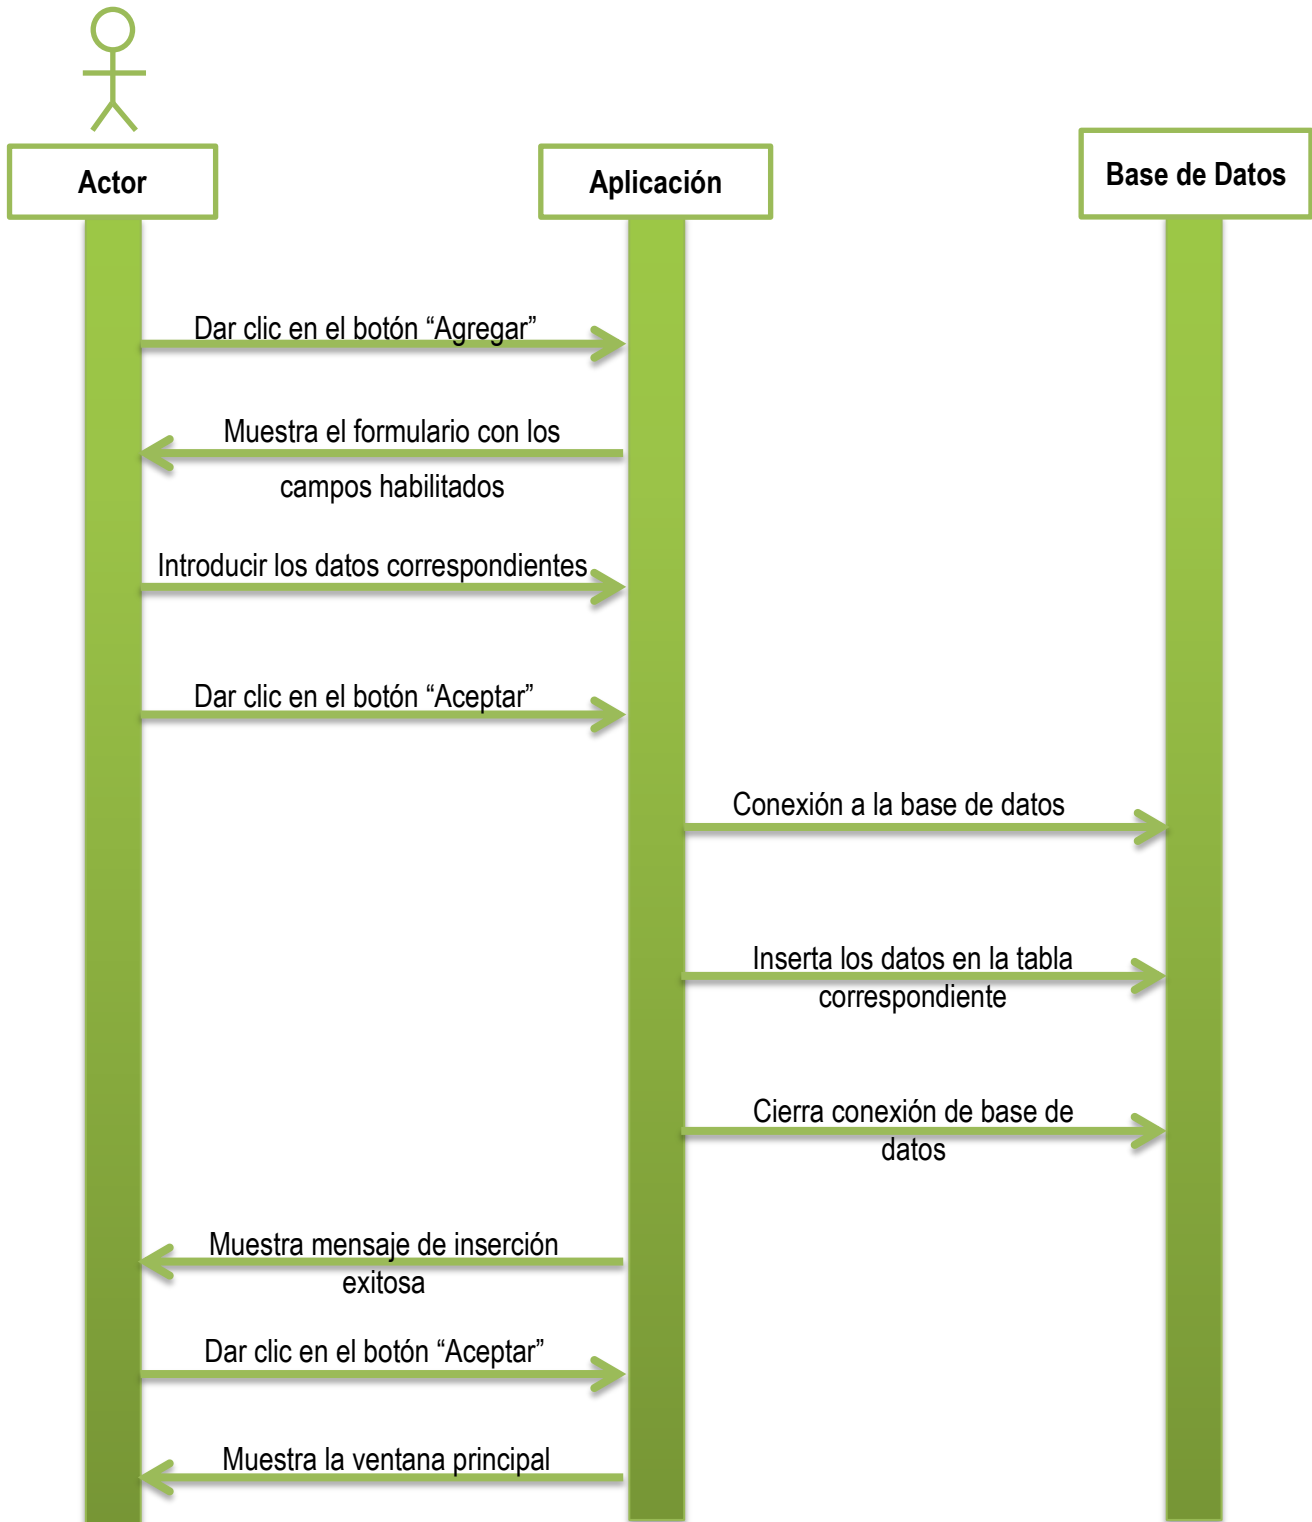 Actor
Aplicación
Base de Datos
Dar clic en el botón “Agregar”
Muestra el formulario con los
campos habilitados
Introducir los datos correspondientes
Dar clic en el botón “Aceptar”
Conexión a la base de datos
Inserta los datos en la tabla
correspondiente
Cierra conexión de base de
datos
Muestra mensaje de inserción
exitosa
Dar clic en el botón “Aceptar”
Muestra la ventana principal